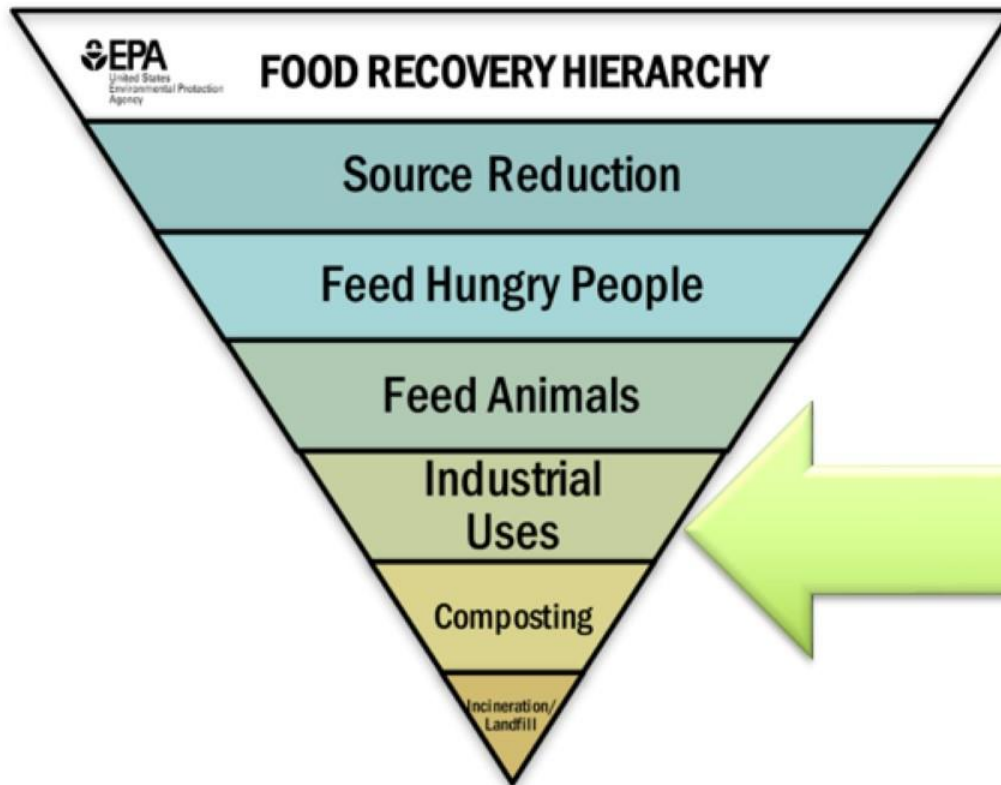 EPA
United States
Environmental Protection
Agency
FOOD RECOVERY HIERARCHY
Source Reduction
Feed Hungry People
Feed Animals
Industrial
Uses
Composting
Incineration/
Landfill